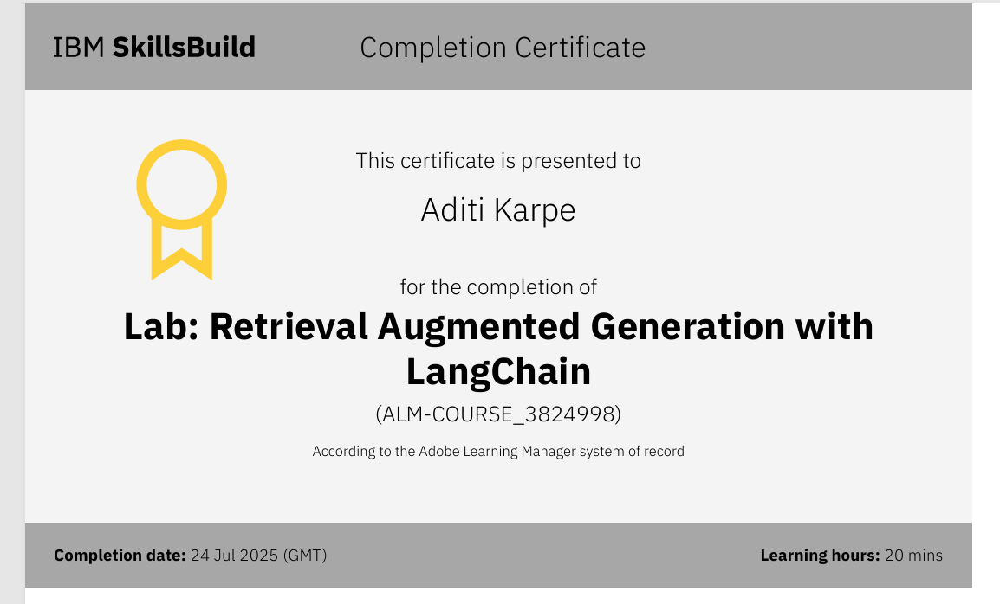 IBM SkillsBuild
Completion Certificate
This certificate is presented to
Aditi Karpe
for the completion of
Lab: Retrieval Augmented Generation with
LangChain
(ALM-COURSE_3824998)
According to the Adobe Learning Manager system of record
Completion date: 24 Jul 2025 (GMT)
Learning hours: 20 mins